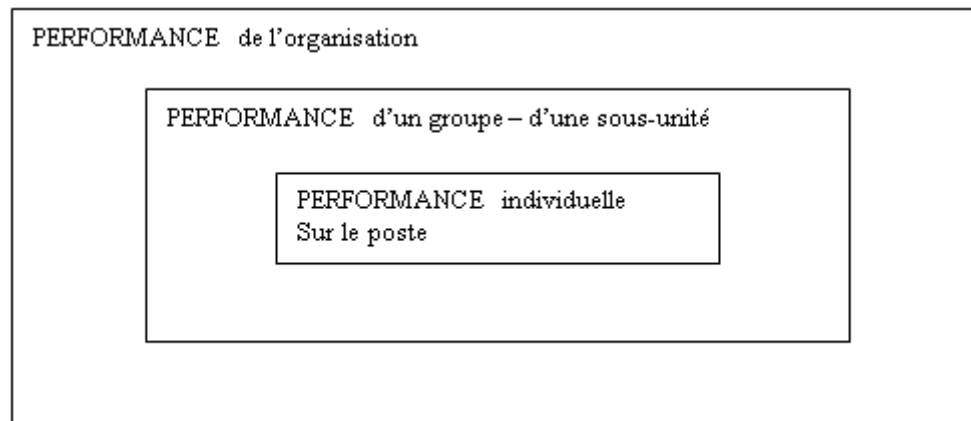 PERFORMANCE de l’organisation
PERFORMANCE d’un groupe – d’une sous-unité
PERFORMANCE individuelle
Sur le poste